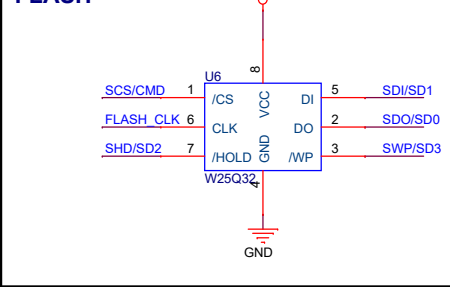 FLASH
U6
8
SCS/CMD 1 /CS VCC DI 5 SDI/SD1
FLASH_CLK 6 CLK DO 2 SDO/SD0
SHD/SD2 7 /HOLD GND /WP 3 SWP/SD3
W25Q32
4
GND